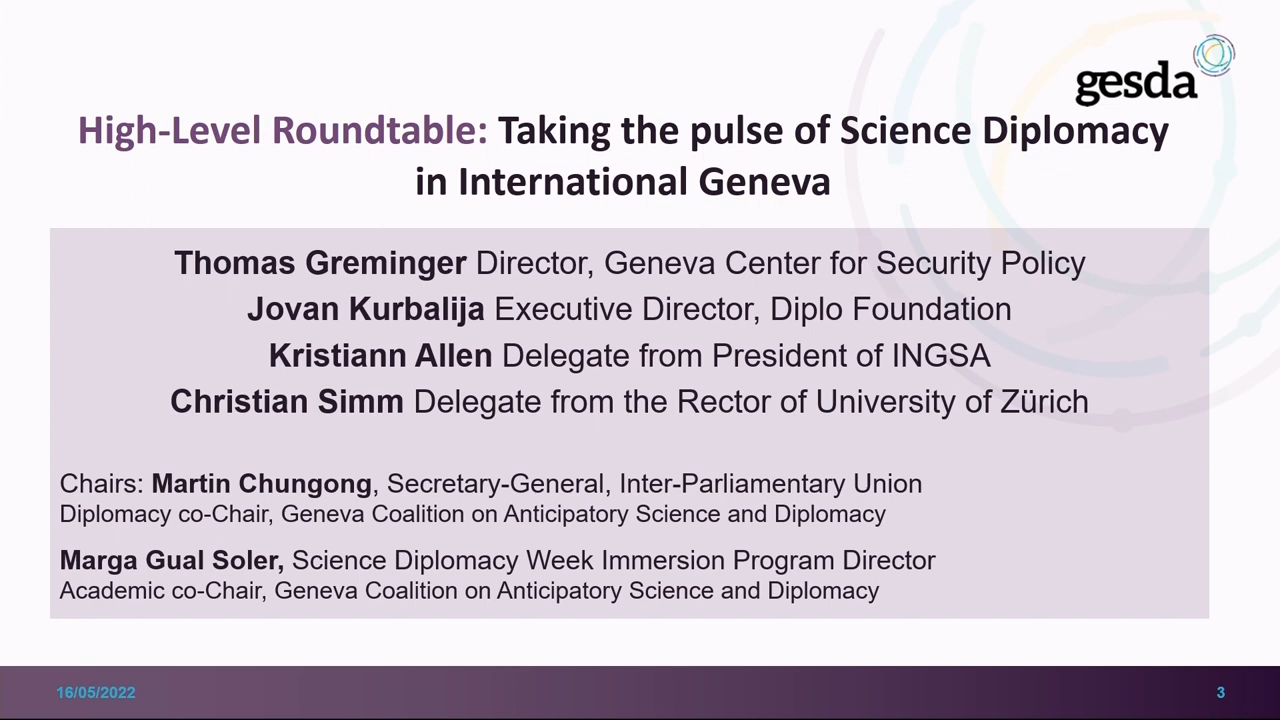 gesda
High-Level Roundtable: Taking the pulse of Science Diplomacy
in International Geneva
Thomas Greminger Director, Geneva Center for Security Policy
Jovan Kurbalija Executive Director, Diplo Foundation
Kristiann Allen Delegate from President of INGSA
Christian Simm Delegate from the Rector of University of Zürich
Chairs: Martin Chungong, Secretary-General, Inter-Parliamentary Union
Diplomacy co-Chair, Geneva Coalition on Anticipatory Science and Diplomacy
Marga Gual Soler, Science Diplomacy Week Immersion Program Director
Academic co-Chair, Geneva Coalition on Anticipatory Science and Diplomacy
16/05/2022
3